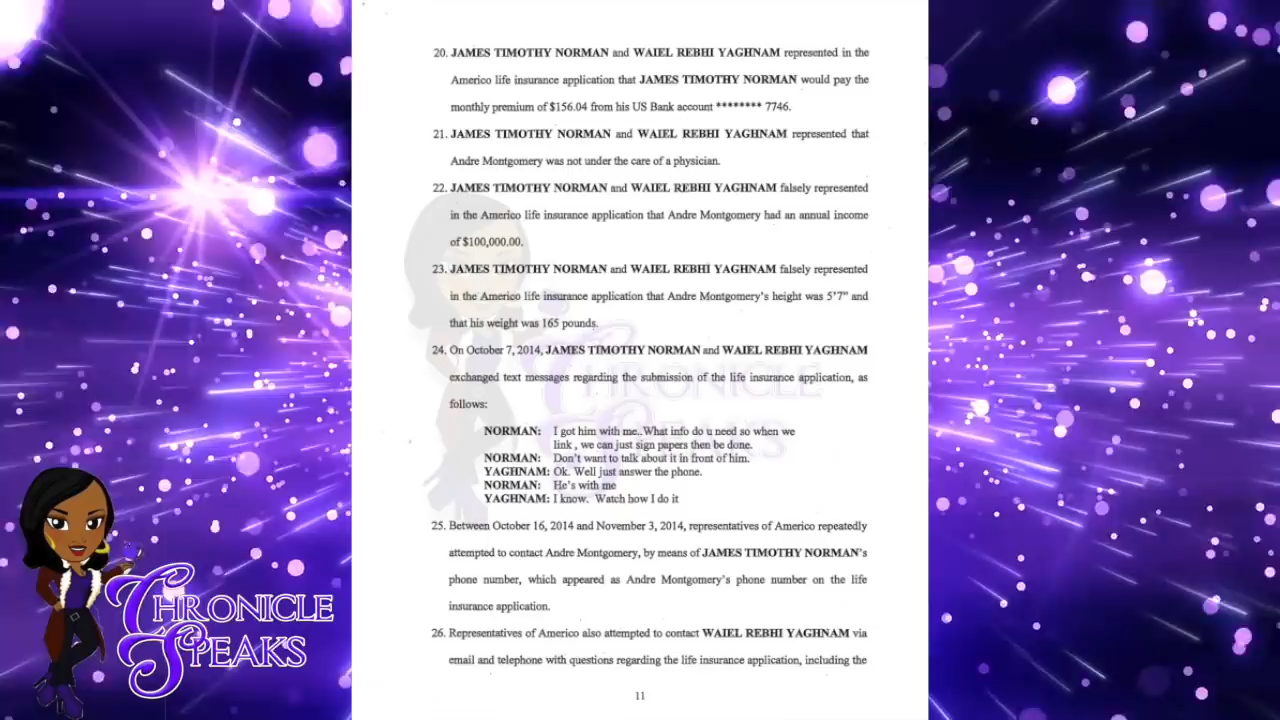 20. JAMES TIMOTHY NORMAN and WAIEL REBHI YAGHNAM represented in the
Americo life insurance application that JAMES TIMOTHY NORMAN would pay the
monthly premium of $156.04 from his US Bank account ******** 7746.
21. JAMES TIMOTHY NORMAN and WAIEL REBHI YAGHNAM represented that
Andre Montgomery was not under the care of a physician.
22. JAMES TIMOTHY NORMAN and WAIEL REBHI YAGHNAM falsely represented
in the Americo life insurance application that Andre Montgomery had an annual income
of $100,000.00.
23. JAMES TIMOTHY NORMAN and WAIEL REBHI YAGHNAM falsely represented
in the Americo life insurance application that Andre Montgomery's height was 5'7" and
that his weight was 165 pounds.
24. On October 7, 2014, JAMES TIMOTHY NORMAN and WAIEL REBHI YAGHNAM
exchanged text messages regarding the submission of the life insurance application, as
follows:
NORMAN: I got him with me..What info do u need so when we
link , we can just sign papers then be done.
NORMAN: Don't want to talk about it in front of him.
YAGHNAM: Ok. Well just answer the phone.
NORMAN: He's with me
YAGHNAM: I know. Watch how I do it
25. Between October 16, 2014 and November 3, 2014, representatives of Americo repeatedly
attempted to contact Andre Montgomery, by means of JAMES TIMOTHY NORMAN's
phone number, which appeared as Andre Montgomery's phone number on the life
insurance application.
26. Representatives of Americo also attempted to contact WAIEL REBHI YAGHNAM via
email and telephone with questions regarding the life insurance application, including the
11
CHRONICLE
SPEAKS
CHRONICLE
SPEAKS